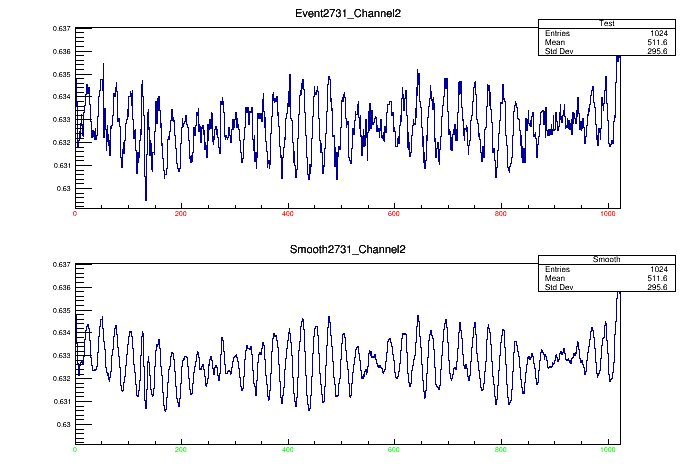 Event2731_Channel2
Test
Entries 1024
Mean 511.6
Std Dev 295.6
0.637
0.636
0.635
0.634
0.633
0.632
0.631
0.63
0 200 400 600 800 1000
Smooth2731_Channel2
Smooth
Entries 1024
Mean 511.6
Std Dev 295.6
0.637
0.636
0.635
0.634
0.633
0.632
0.631
0.63
0 200 400 600 800 1000